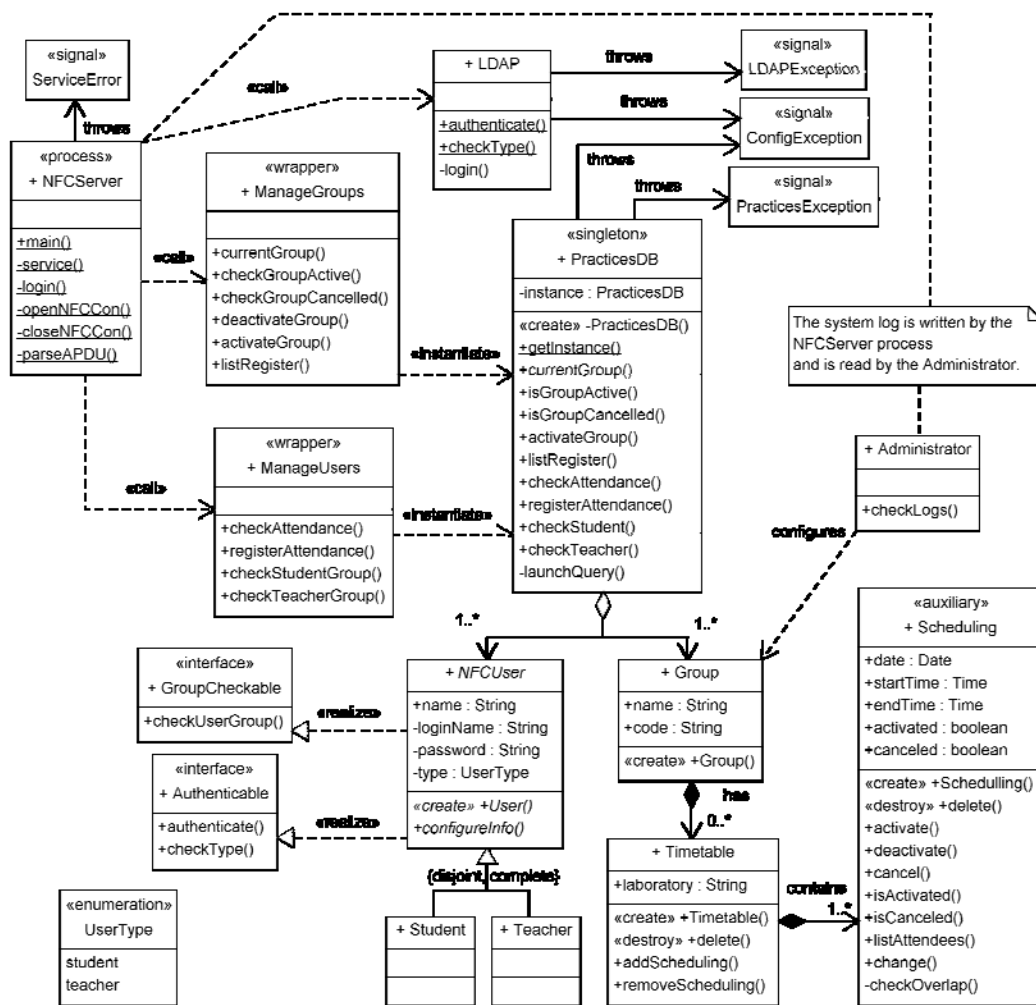 «signal»
ServiceError
throws
«process»
+ NFCServer
+main()
-service()
-login()
-openNFCCon()
-closeNFCCon()
-parseAPDU()
«call»
«call»
«call»
«wrapper»
+ ManageGroups
+currentGroup()
+checkGroupActive()
+checkGroupCancelled()
+deactivateGroup()
+activateGroup()
+listRegister()
«instantiate»
«wrapper»
+ ManageUsers
+checkAttendance()
+registerAttendance()
+checkStudentGroup()
+checkTeacherGroup()
«instantiate»
+ LDAP
+authenticate()
+checkType()
-login()
throws
«signal»
LDAPException
throws
«signal»
ConfigException
throws
throws
«signal»
PracticesException
«singleton»
+ PracticesDB
-instance : PracticesDB
«create» -PracticesDB()
+getInstance()
+currentGroup()
+isGroupActive()
+isGroupCancelled()
+activateGroup()
+listRegister()
+checkAttendance()
+registerAttendance()
+checkStudent()
+checkTeacher()
-launchQuery()
The system log is written by the
NFCServer process
and is read by the Administrator.
+ Administrator
+checkLogs()
configures
1..*
1..*
«interface»
+ GroupCheckable
+checkUserGroup()
«realize»
«interface»
+ Authenticable
+authenticate()
+checkType()
«realize»
+ NFCUser
+name : String
-loginName : String
-password : String
-type : UserType
«create» +User()
+configureInfo()
{disjoint, complete}
+ Student
+ Teacher
«enumeration»
UserType
student
teacher
+ Group
+name : String
+code : String
«create» +Group()
has
0..*
+ Timetable
+laboratory : String
«create» +Timetable()
«destroy» +delete()
+addScheduling()
+removeScheduling()
contains
1..*
«auxiliary»
+ Scheduling
+date : Date
+startTime : Time
+endTime : Time
+activated : boolean
+canceled : boolean
«create» +Schedulling()
«destroy» +delete()
+activate()
+deactivate()
+cancel()
+isActivated()
+isCanceled()
+listAttendees()
+change()
-checkOverlap()